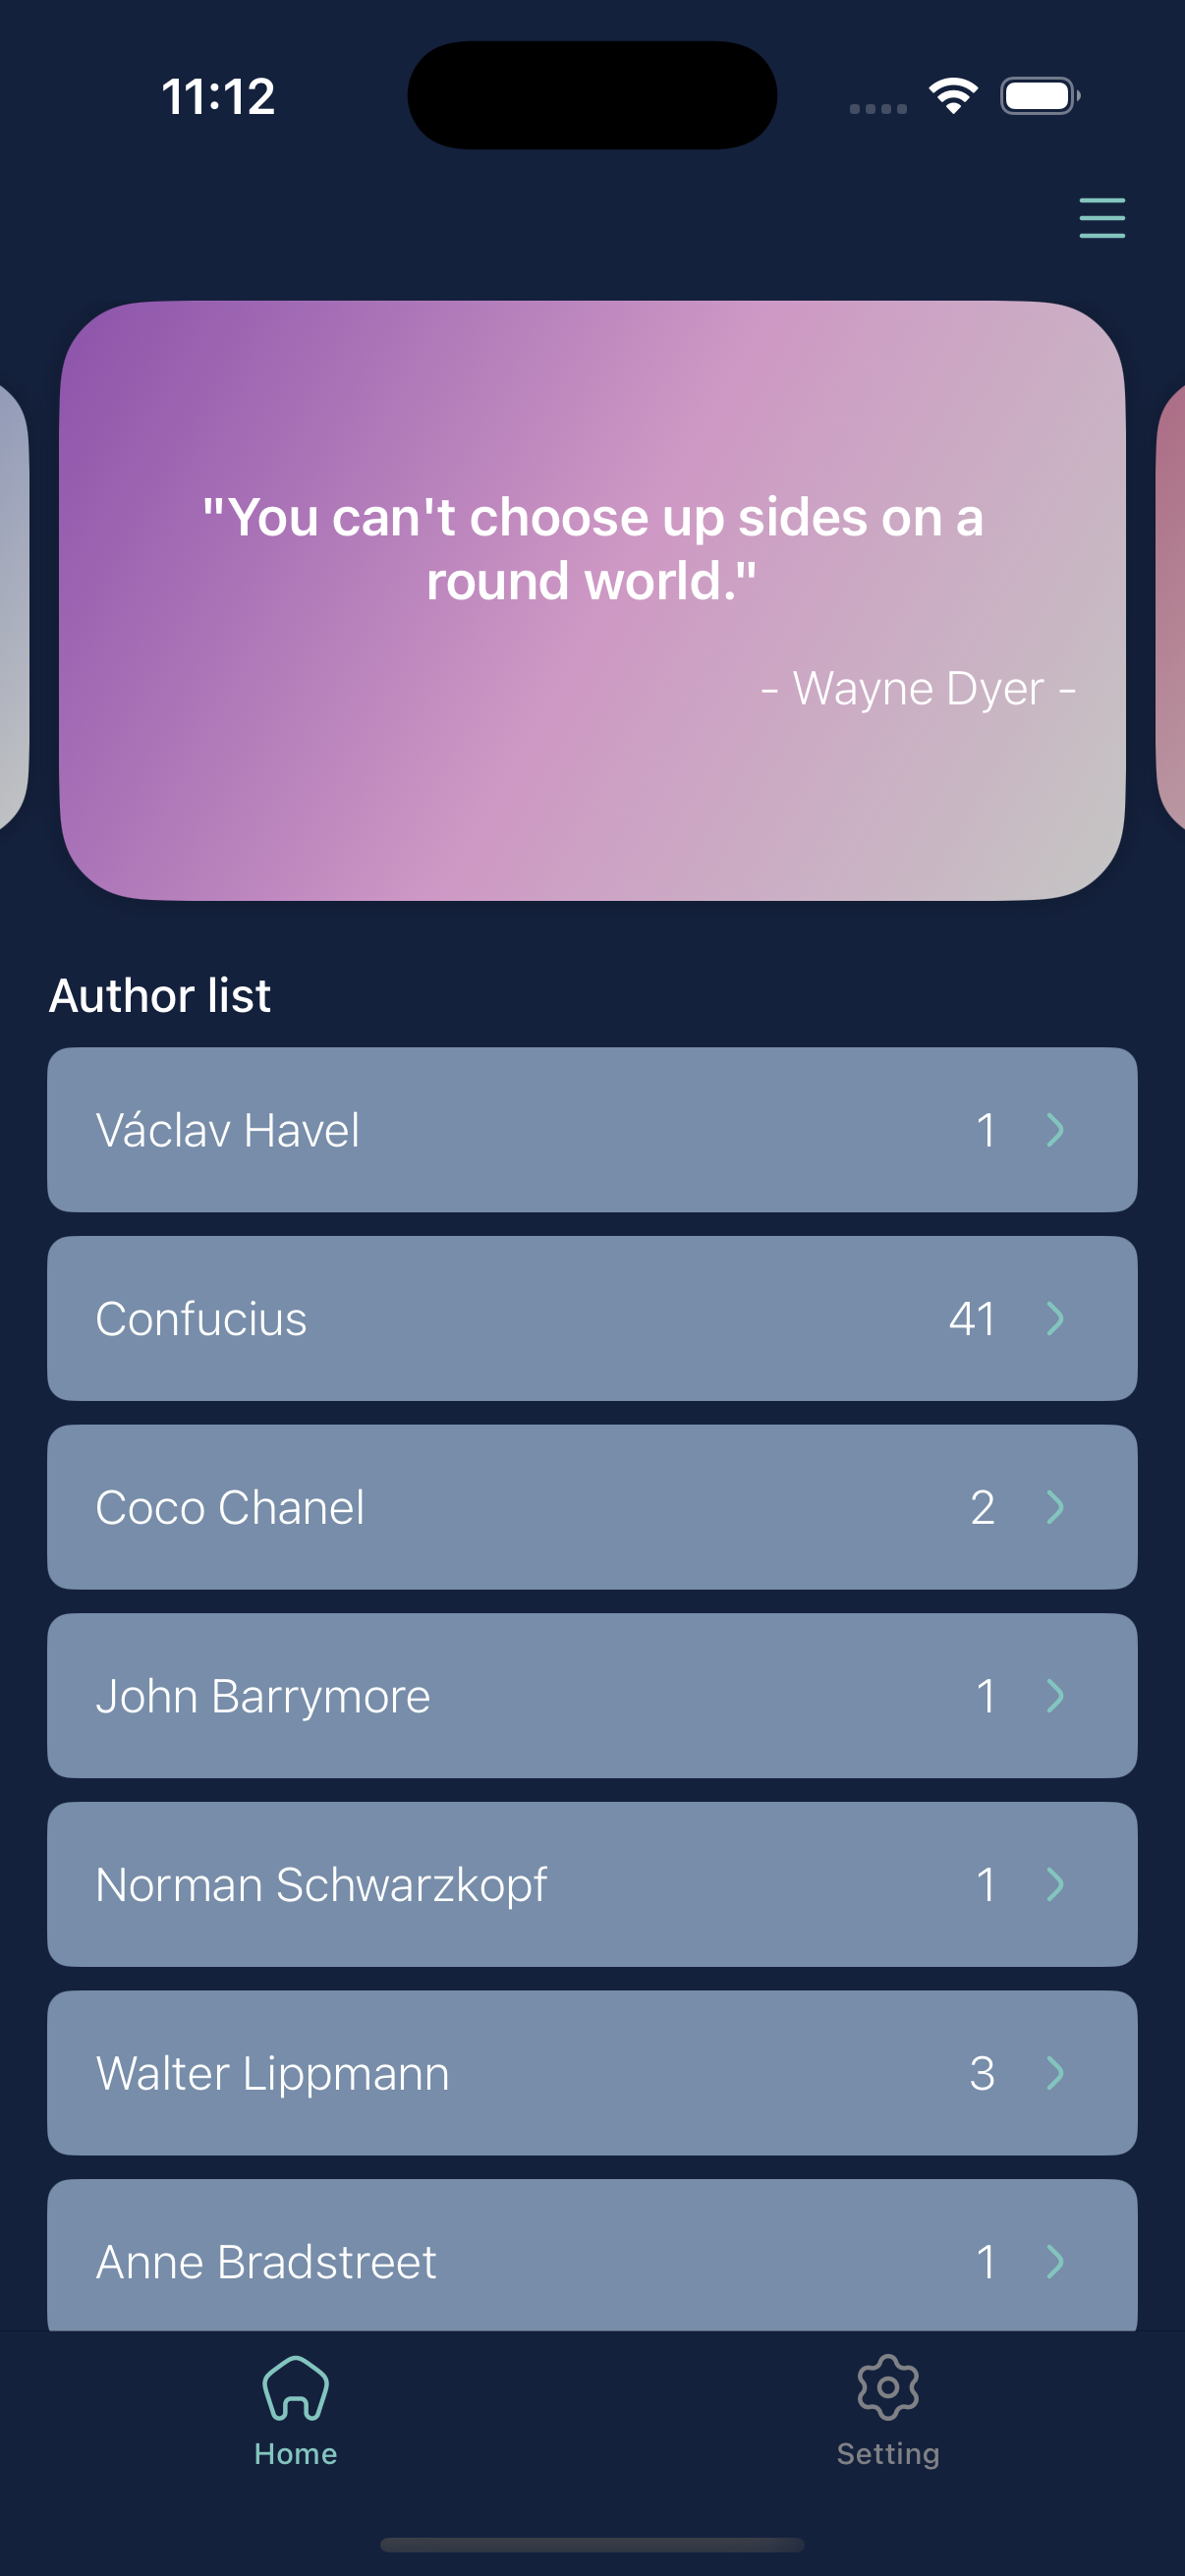 11:12
"You can't choose up sides on a
round world."
- Wayne Dyer -
Author list
Václav Havel 1
Confucius 41
Coco Chanel 2
John Barrymore 1
Norman Schwarzkopf 1
Walter Lippmann 3
Anne Bradstreet 1
Home Setting